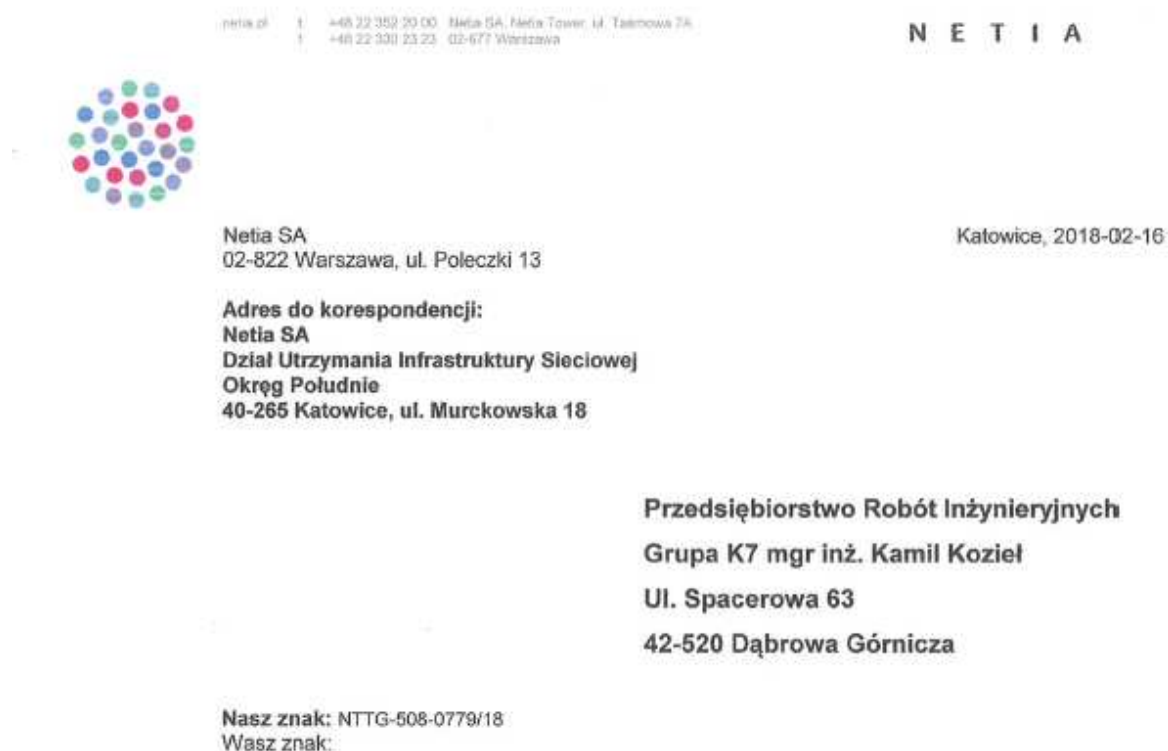 netia.pl t +48 22 352 20 00 Netia SA, Netia Tower, ul. Taśmowa 7A
f +48 22 330 23 23 02-677 Warszawa
N E T I A
Netia SA
Katowice, 2018-02-16
02-822 Warszawa, ul. Poleczki 13
Adres do korespondencji:
Netia SA
Dział Utrzymania Infrastruktury Sieciowej
Okręg Południe
40-265 Katowice, ul. Murckowska 18
Przedsiębiorstwo Robót Inżynieryjnych
Grupa K7 mgr inż. Kamil Kozieł
Ul. Spacerowa 63
42-520 Dąbrowa Górnicza
Nasz znak: NTTG-508-0779/18
Wasz znak: